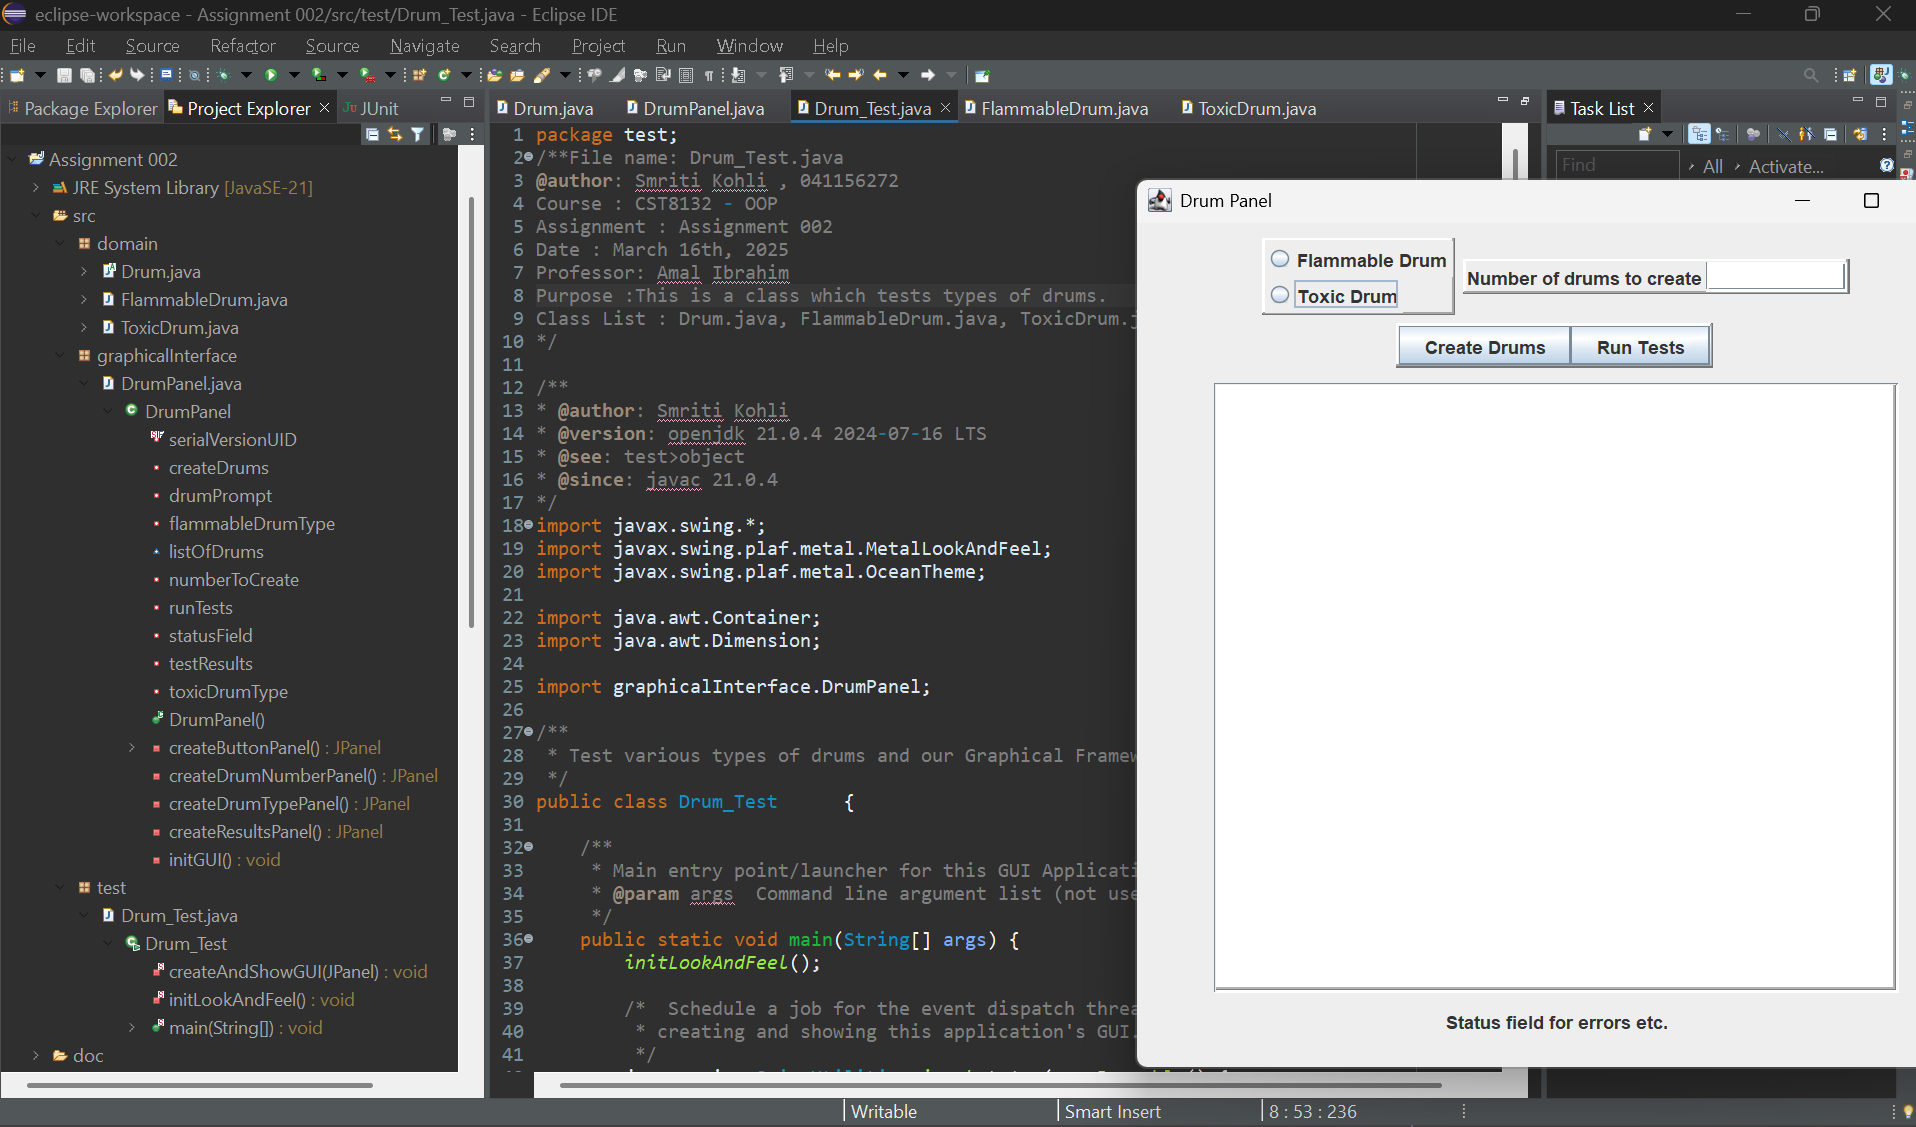 eclipse-workspace - Assignment 002/src/test/Drum_Test.java - Eclipse IDE
File Edit Source Refactor Source Navigate Search Project Run Window Help
Package Explorer Project Explorer JUnit
Drum.java DrumPanel.java Drum_Test.java FlammableDrum.java ToxicDrum.java
Task List
Find All Activate...
Assignment 002
JRE System Library [JavaSE-21]
src
domain
Drum.java
FlammableDrum.java
ToxicDrum.java
graphicalInterface
DrumPanel.java
DrumPanel
serialVersionUID
createDrums
drumPrompt
flammableDrumType
listOfDrums
numberToCreate
runTests
statusField
testResults
toxicDrumType
DrumPanel()
createButtonPanel() : JPanel
createDrumNumberPanel() : JPanel
createDrumTypePanel() : JPanel
createResultsPanel() : JPanel
initGUI() : void
test
Drum_Test.java
Drum_Test
createAndShowGUI(JPanel) : void
initLookAndFeel() : void
main(String[]) : void
doc
1 package test;
2 /**File name: Drum_Test.java
3 @author: Smriti Kohli , 041156272
4 Course : CST8132 - OOP
5 Assignment : Assignment 002
6 Date : March 16th, 2025
7 Professor: Amal Ibrahim
8 Purpose :This is a class which tests types of drums.
9 Class List : Drum.java, FlammableDrum.java, ToxicDrum.j
10 */
11
12 /**
13 * @author: Smriti Kohli
14 * @version: openjdk 21.0.4 2024-07-16 LTS
15 * @see: test>object
16 * @since: javac 21.0.4
17 */
18 import javax.swing.*;
19 import javax.swing.plaf.metal.MetalLookAndFeel;
20 import javax.swing.plaf.metal.OceanTheme;
21
22 import java.awt.Container;
23 import java.awt.Dimension;
24
25 import graphicalInterface.DrumPanel;
26
27 /**
28 * Test various types of drums and our Graphical Framew
29 */
30 public class Drum_Test {
31
32 /**
33 * Main entry point/launcher for this GUI Applicati
34 * @param args Command line argument list (not use
35 */
36 public static void main(String[] args) {
37 initLookAndFeel();
38
39 /* Schedule a job for the event dispatch threa
40 * creating and showing this application's GUI.
41 */
Drum Panel
Flammable Drum
Toxic Drum
Number of drums to create
Create Drums Run Tests
Status field for errors etc.
Writable Smart Insert 8 : 53 : 236